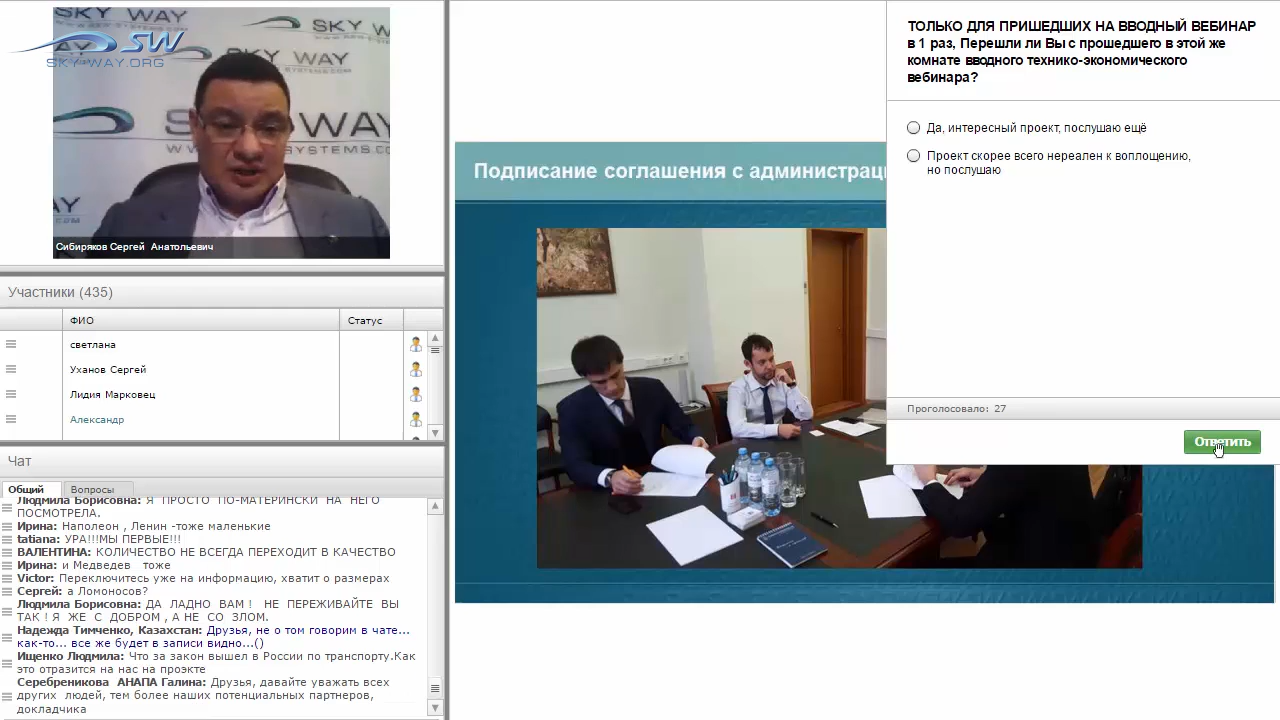 SKY WAY
SW
SKY-WAY.ORG
SKY WAY
SYSTEMS.COM
SKY WAY
SYSTEMS.COM
Сибиряков Сергей Анатольевич
Участники (435)
ФИО
Статус
светлана
Уханов Сергей
Лидия Марковец
Александр
Чат
Общий
Вопросы
Людмила Борисовна: Я ПРОСТО ПО-МАТЕРИНСКИ НА НЕГО
ПОСМОТРЕЛА.
Ирина: Наполеон , Ленин -тоже маленькие
tatiana: УРА!!!МЫ ПЕРВЫЕ!!!
ВАЛЕНТИНА: КОЛИЧЕСТВО НЕ ВСЕГДА ПЕРЕХОДИТ В КАЧЕСТВО
Ирина: и Медведев тоже
Victor: Переключитесь уже на информацию, хватит о размерах
Сергей: а Ломоносов?
Людмила Борисовна: ДА ЛАДНО ВАМ ! НЕ ПЕРЕЖИВАЙТЕ ВЫ
ТАК ! Я ЖЕ С ДОБРОМ , А НЕ СО ЗЛОМ.
Надежда Тимченко, Казахстан: Друзья, не о том говорим в чате...
как-то... все же будет в записи видно...()
Ищенко Людмила: Что за закон вышел в России по транспорту.Как
это отразится на нас на проэкте
Серебреникова АНАПА Галина: Друзья, давайте уважать всех
других людей, тем более наших потенциальных партнеров,
докладчика
Подписание соглашения с администраци
ТОЛЬКО ДЛЯ ПРИШЕДШИХ НА ВВОДНЫЙ ВЕБИНАР
в 1 раз, Перешли ли Вы с прошедшего в этой же
комнате вводного технико-экономического
вебинара?
Да, интересный проект, послушаю ещё
Проект скорее всего нереален к воплощению,
но послушаю
Проголосовало: 27
Ответить